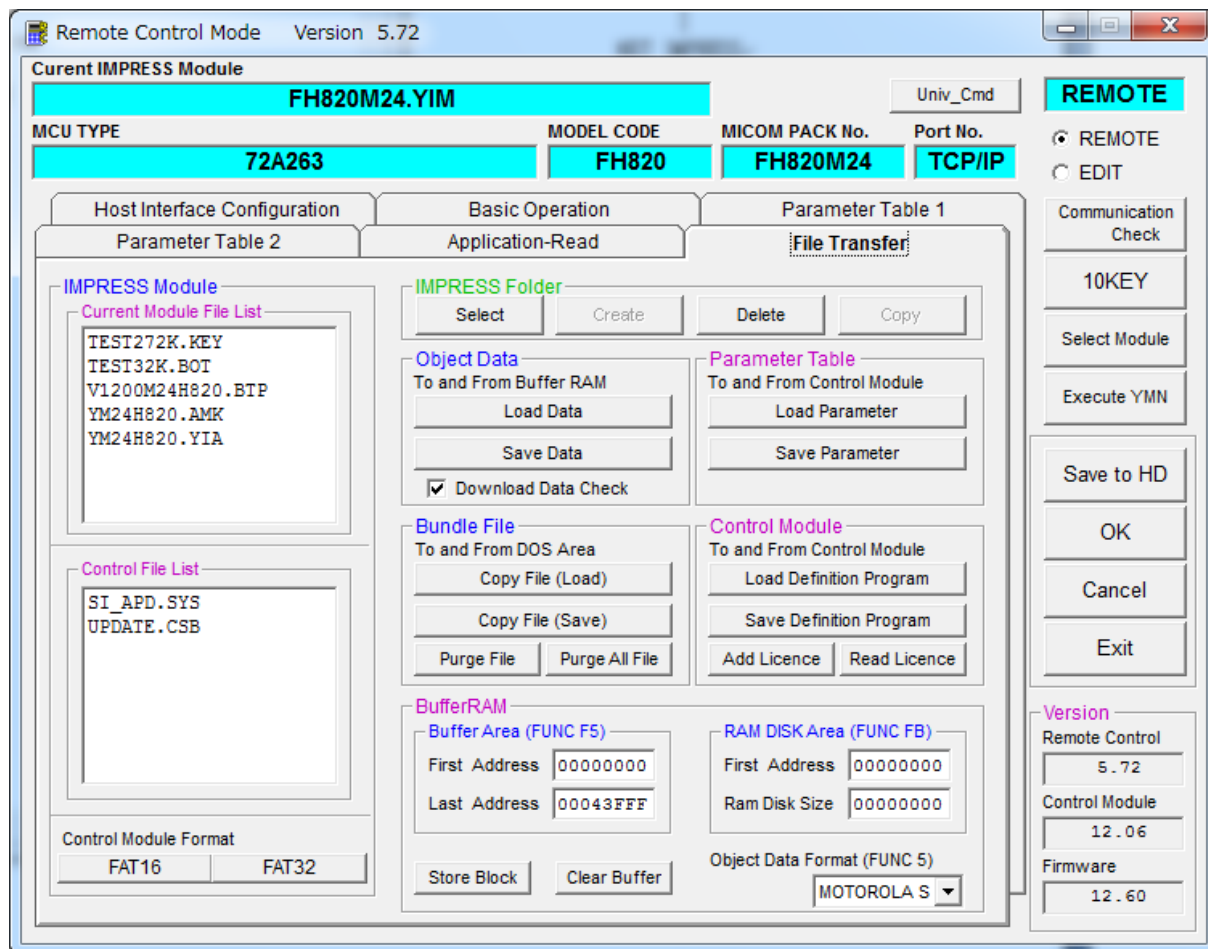 Remote Control Mode Version 5.72
Curent IMPRESS Module
FH820M24.YIM
Univ_Cmd
REMOTE
MCU TYPE
MODEL CODE
MICOM PACK No.
Port No.
72A263
FH820
FH820M24
TCP/IP
REMOTE
EDIT
Host Interface Configuration
Basic Operation
Parameter Table 1
Parameter Table 2
Application-Read
File Transfer
IMPRESS Module
Current Module File List
TEST272K.KEY
TEST32K.BOT
V1200M24H820.BTP
YM24H820.AMK
YM24H820.YIA
Control File List
SI_APD.SYS
UPDATE.CSB
Control Module Format
FAT16
FAT32
IMPRESS Folder
Select
Create
Delete
Copy
Object Data
To and From Buffer RAM
Load Data
Save Data
Download Data Check
Parameter Table
To and From Control Module
Load Parameter
Save Parameter
Bundle File
To and From DOS Area
Copy File (Load)
Copy File (Save)
Purge File
Purge All File
Control Module
To and From Control Module
Load Definition Program
Save Definition Program
Add Licence
Read Licence
BufferRAM
Buffer Area (FUNC F5)
First Address 00000000
Last Address 00043FFF
RAM DISK Area (FUNC FB)
First Address 00000000
Ram Disk Size 00000000
Store Block
Clear Buffer
Object Data Format (FUNC 5)
MOTOROLA S
Communication
Check
10KEY
Select Module
Execute YMN
Save to HD
OK
Cancel
Exit
Version
Remote Control
5.72
Control Module
12.06
Firmware
12.60